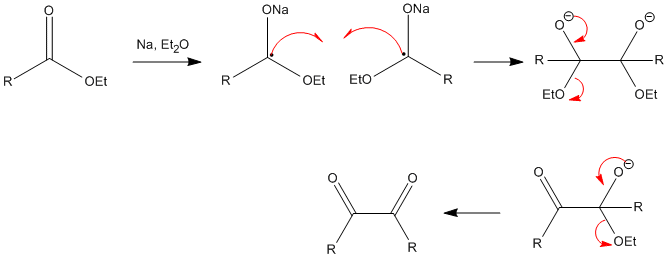 O ONa ONa
O⊖ O⊖
Na, Et₂O
R R
R OEt R OEt EtO R
EtO OEt
O O O O⊖
R
R R R OEt